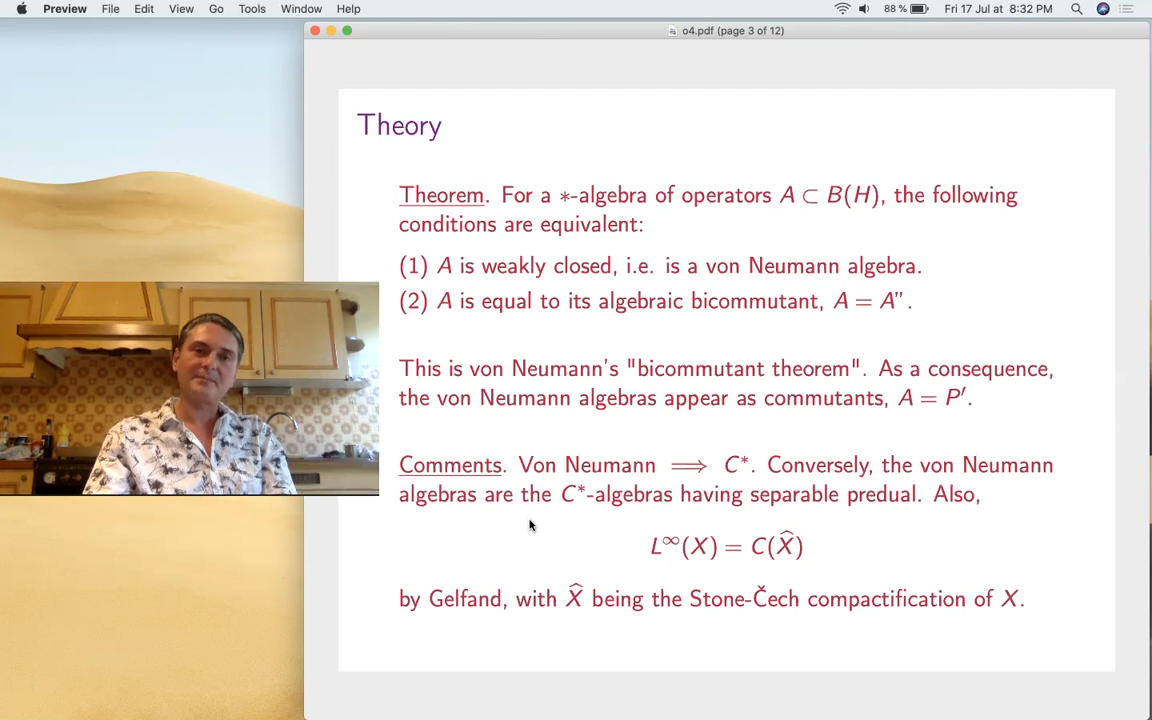 Preview File Edit View Go Tools Window Help 88 % Fri 17 Jul at 8:32 PM
o4.pdf (page 3 of 12)
Theory
Theorem. For a ∗-algebra of operators A ⊂ B(H), the following
conditions are equivalent:
(1) A is weakly closed, i.e. is a von Neumann algebra.
(2) A is equal to its algebraic bicommutant, A = A”.
This is von Neumann's "bicommutant theorem". As a consequence,
the von Neumann algebras appear as commutants, A = P′.
Comments. Von Neumann ⟹ C*. Conversely, the von Neumann
algebras are the C*-algebras having separable predual. Also,
L∞(X) = C(X̂)
by Gelfand, with X̂ being the Stone-Čech compactification of X.